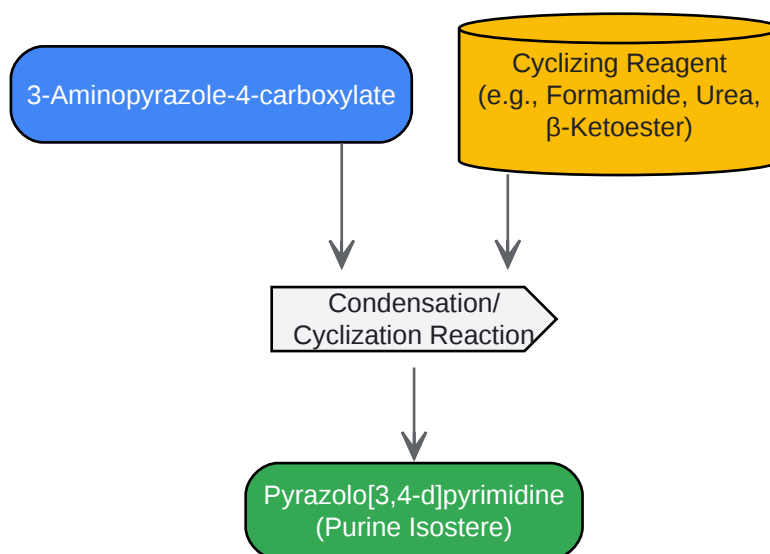 3-Aminopyrazole-4-carboxylate
Cyclizing Reagent
(e.g., Formamide, Urea,
β-Ketoester)
Condensation/
Cyclization Reaction
Pyrazolo[3,4-d]pyrimidine
(Purine Isostere)